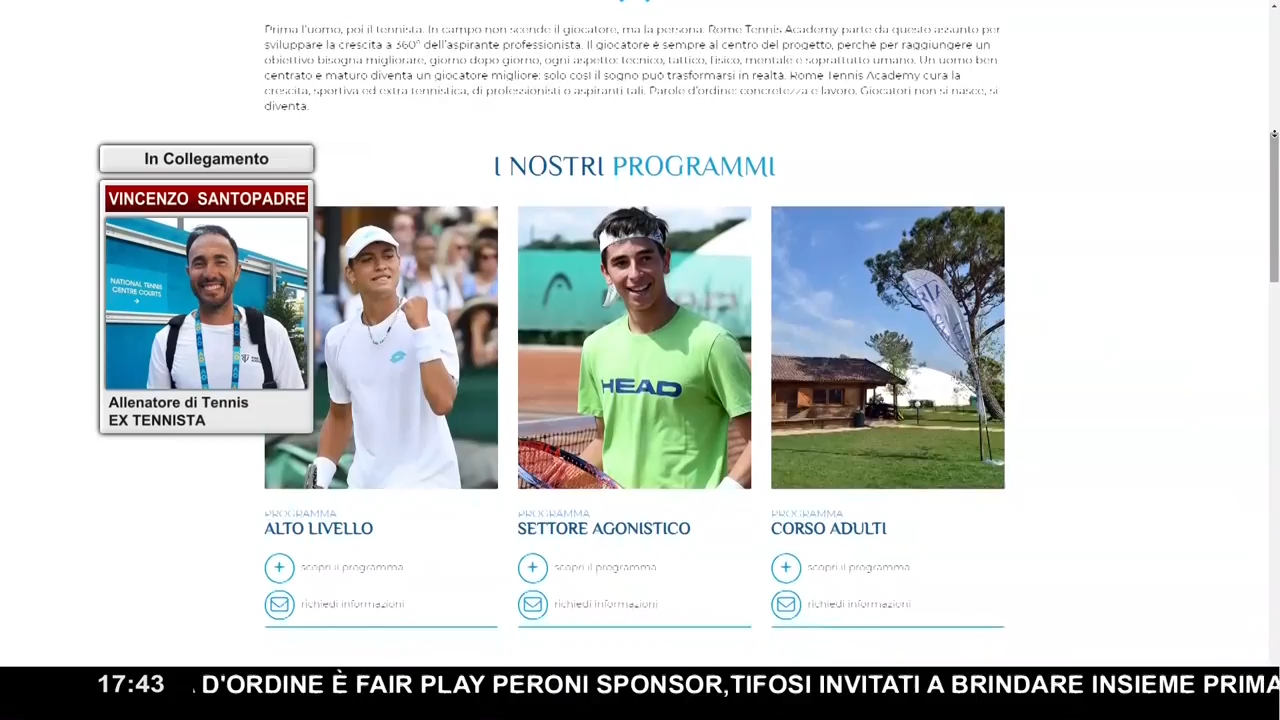 Prima l'uomo, poi il tennista. In campo non scende il giocatore, ma la persona. Rome Tennis Academy parte da questo assunto per
sviluppare la crescita a 360° dell'aspirante professionista. Il giocatore è sempre al centro del progetto, perché per raggiungere un
obiettivo bisogna migliorare, giorno dopo giorno, ogni aspetto: tecnico, tattico, fisico, mentale e soprattutto umano. Un uomo ben
centrato e maturo diventa un giocatore migliore: solo così il sogno può trasformarsi in realtà. Rome Tennis Academy cura la
crescita, sportiva ed extra tennistica, di professionisti o aspiranti tali. Parole d'ordine: concretezza e lavoro. Giocatori non si nasce, si
diventa.
In Collegamento
VINCENZO SANTOPADRE
NATIONAL TENNIS
CENTRE COURTS
→
Allenatore di Tennis
EX TENNISTA
I NOSTRI PROGRAMMI
HEAD
PROGRAMMA
ALTO LIVELLO
+ scopri il programma
richiedi informazioni
PROGRAMMA
SETTORE AGONISTICO
+ scopri il programma
richiedi informazioni
PROGRAMMA
CORSO ADULTI
+ scopri il programma
richiedi informazioni
17:43 D'ORDINE È FAIR PLAY PERONI SPONSOR,TIFOSI INVITATI A BRINDARE INSIEME PRIMA